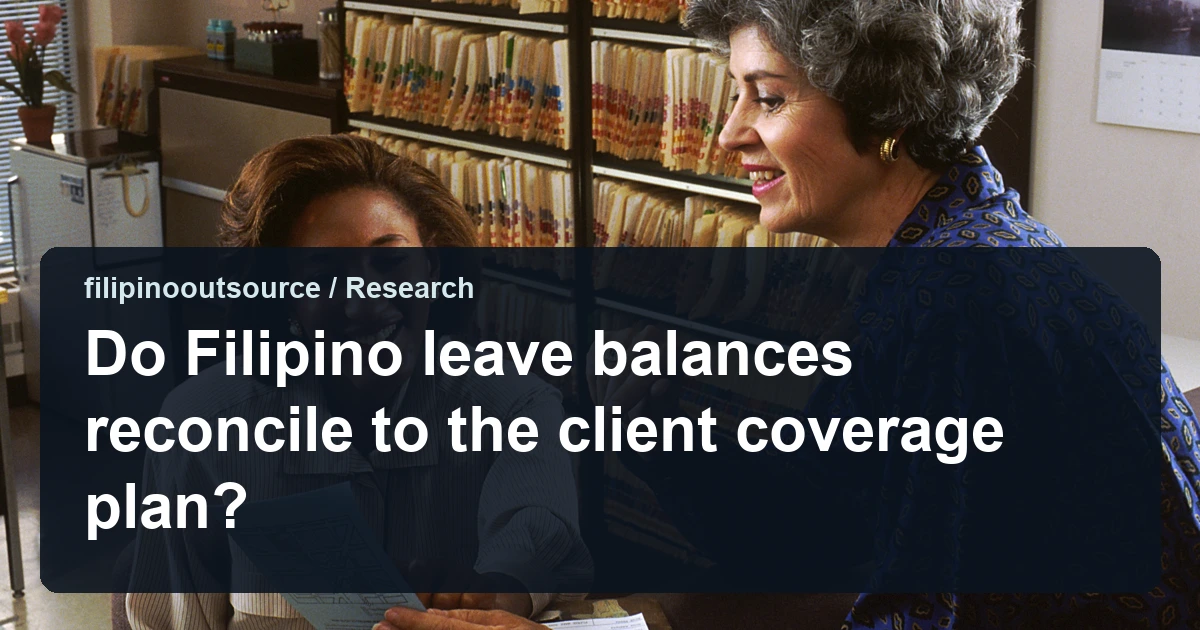 filipinooutsource / Research
Do Filipino leave balances
reconcile to the client coverage
plan?